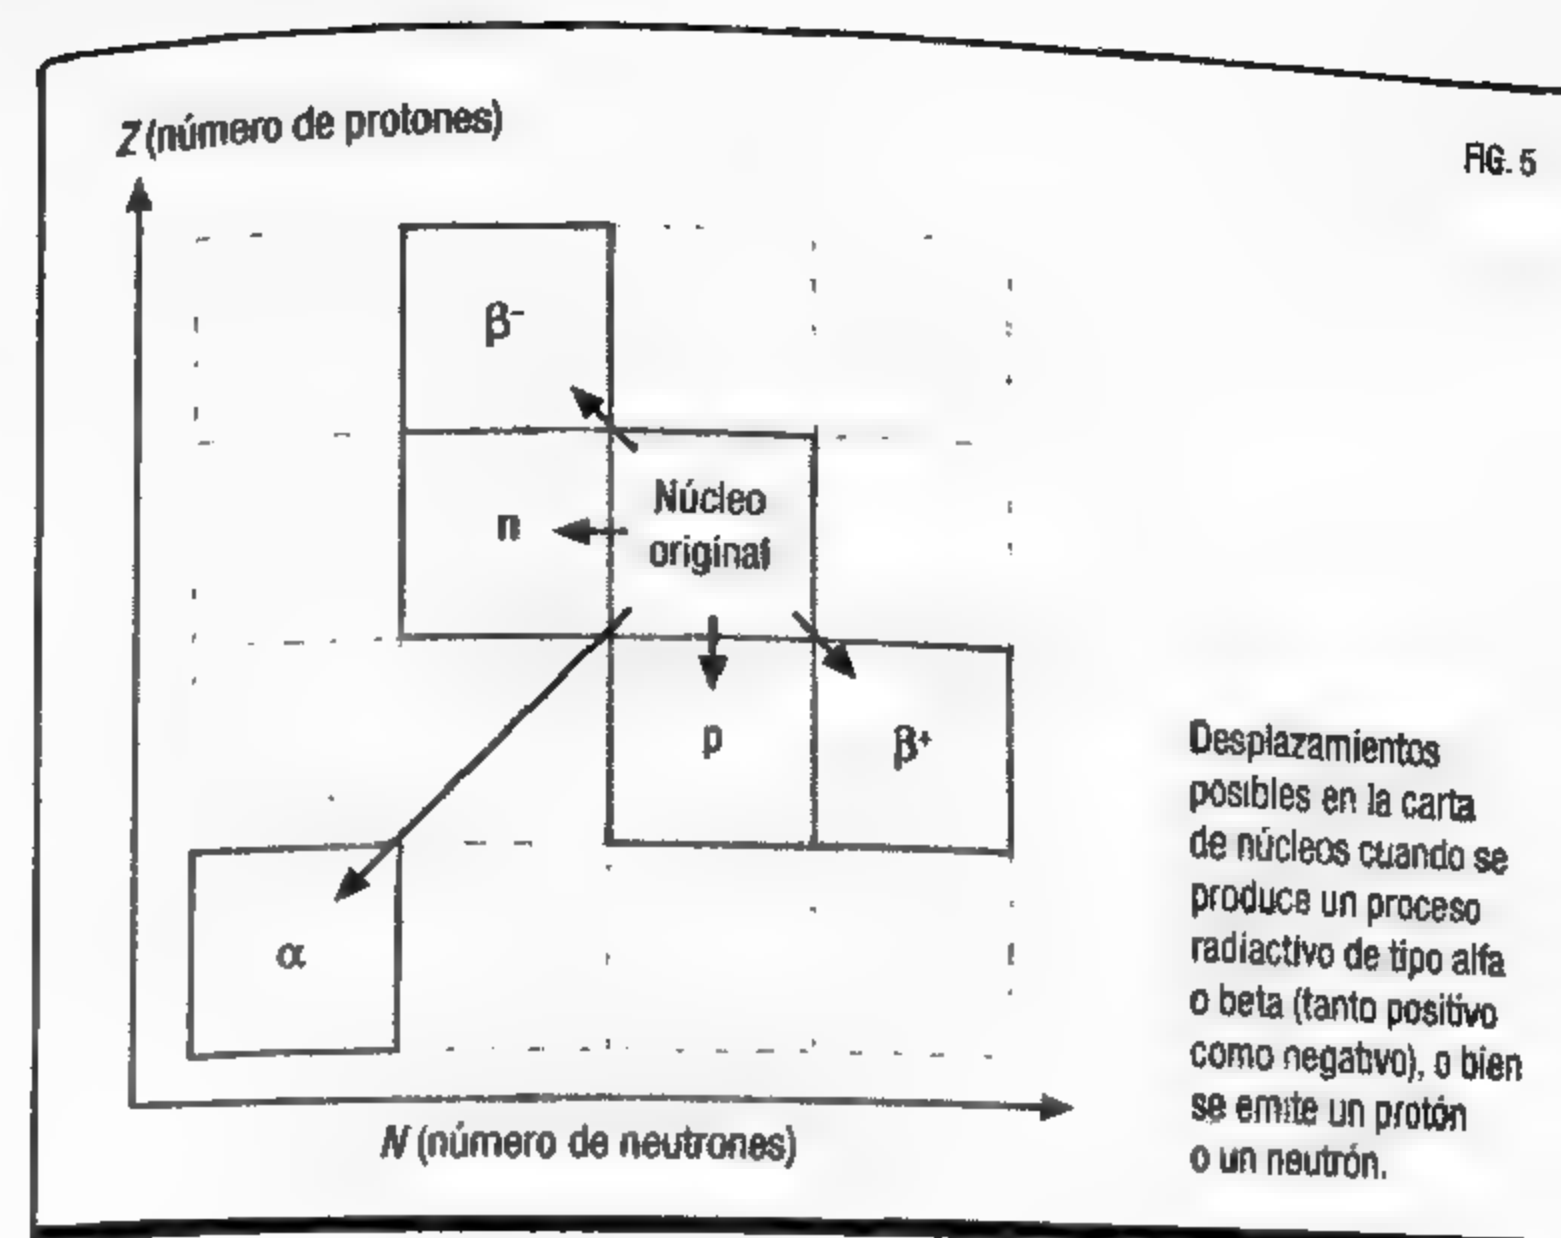 Z (número de protones)
FIG. 5
β⁻
Núcleo
original
n
p
β⁺
α
N (número de neutrones)
Desplazamientos
posibles en la carta
de núcleos cuando se
produce un proceso
radiactivo de tipo alfa
o beta (tanto positivo
como negativo), o bien
se emite un protón
o un neutrón.